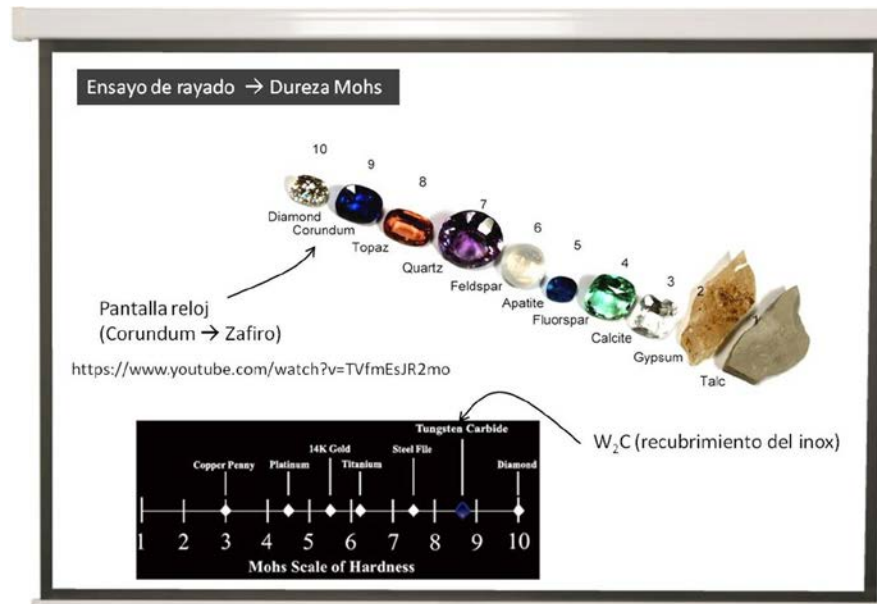 Ensayo de rayado → Dureza Mohs
10
9
8
7
6
5
4
3
2
1
Diamond
Corundum
Topaz
Quartz
Feldspar
Apatite
Fluorspar
Calcite
Gypsum
Talc
Pantalla reloj
(Corundum → Zafiro)
https://www.youtube.com/watch?v=TVfmEsJR2mo
W₂C (recubrimiento del inox)
Tungsten Carbide
14K Gold
Steel File
Copper Penny
Platinum
Titanium
Diamond
1 2 3 4 5 6 7 8 9 10
Mohs Scale of Hardness